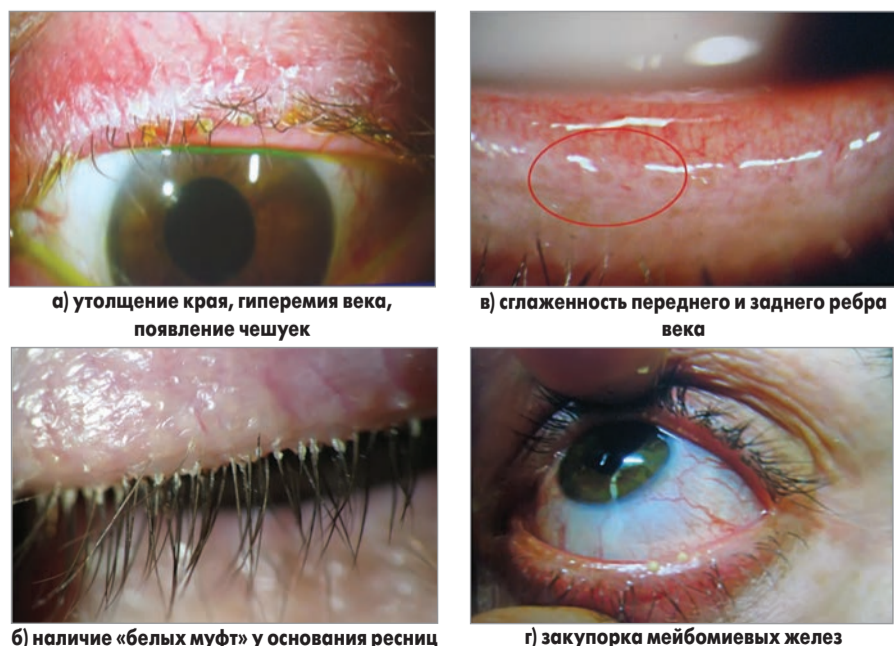 а) утолщение края, гиперемия века,
появление чешуек
в) сглаженность переднего и заднего ребра
века
б) наличие «белых муфт» у основания ресниц
г) закупорка мейбомиевых желез